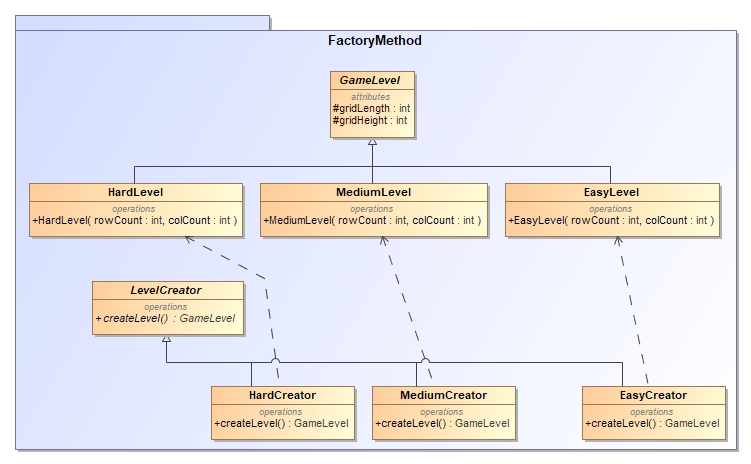 FactoryMethod
GameLevel
attributes
#gridLength : int
#gridHeight : int
HardLevel
operations
+HardLevel( rowCount : int, colCount : int )
MediumLevel
operations
+MediumLevel( rowCount : int, colCount : int )
EasyLevel
operations
+EasyLevel( rowCount : int, colCount : int )
LevelCreator
operations
+ createLevel() : GameLevel
HardCreator
operations
+createLevel() : GameLevel
MediumCreator
operations
+createLevel() : GameLevel
EasyCreator
operations
+createLevel() : GameLevel